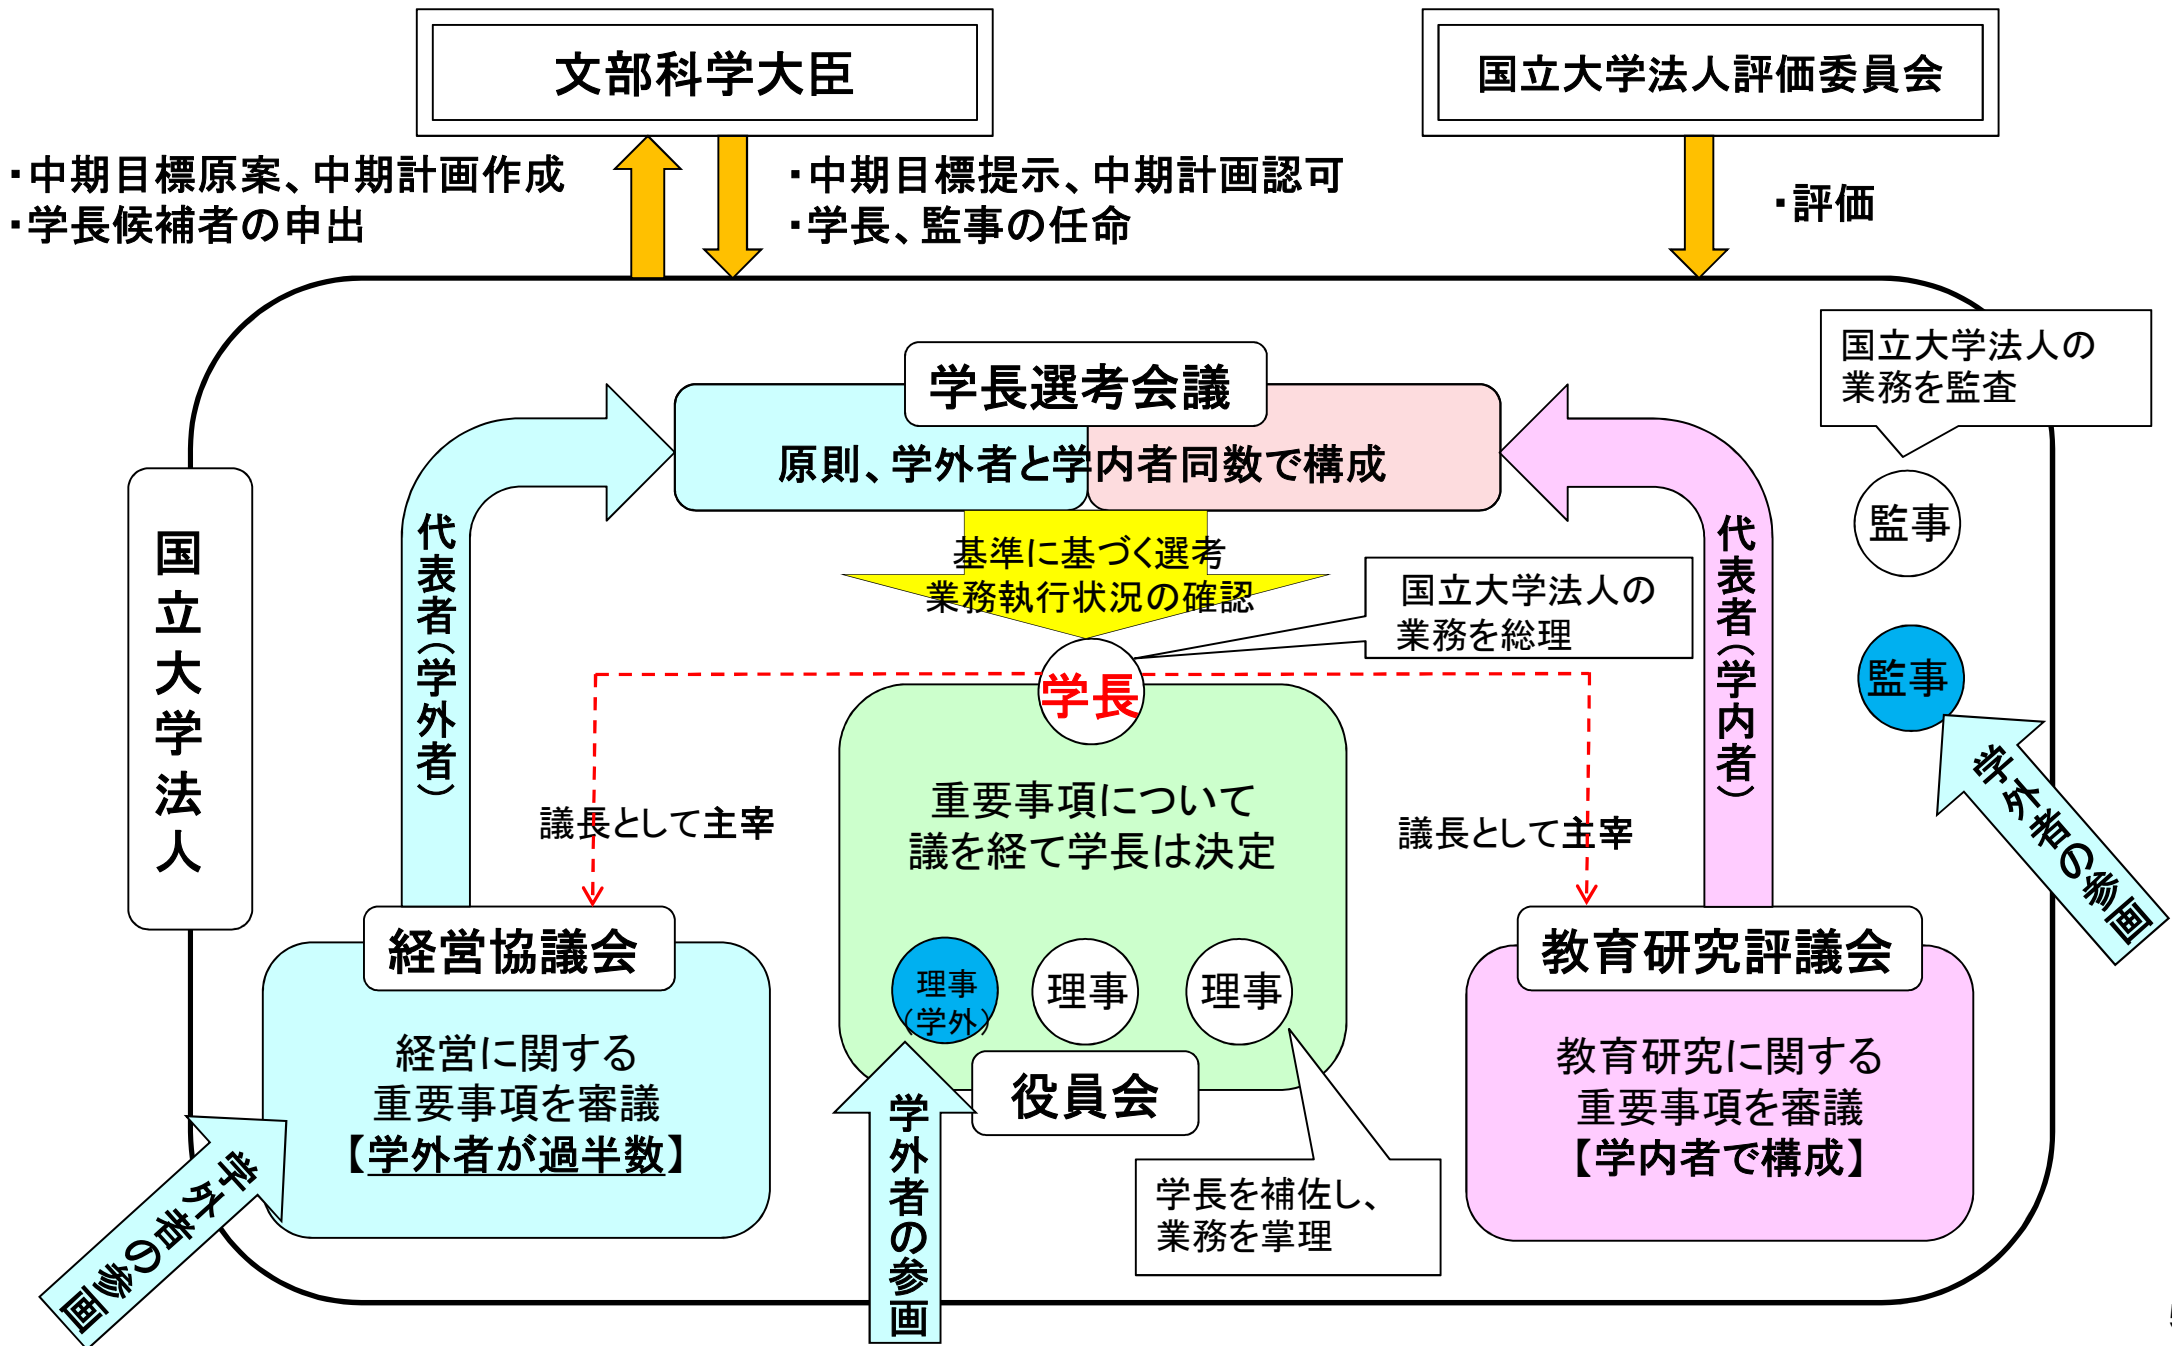 文部科学大臣
国立大学法人評価委員会
・中期目標原案、中期計画作成
・学長候補者の申出
・中期目標提示、中期計画認可
・学長、監事の任命
・評価
国立大学法人
学長選考会議
原則、学外者と学内者同数で構成
国立大学法人の
業務を監査
監事
監事
学外者の参画
代表者(学外者)
代表者(学内者)
基準に基づく選考
業務執行状況の確認
国立大学法人の
業務を総理
学長
議長として主宰
議長として主宰
重要事項について
議を経て学長は決定
理事
(学外)
理事
理事
役員会
学外者の参画
学長を補佐し、
業務を掌理
経営協議会
経営に関する
重要事項を審議
【学外者が過半数】
学外者の参画
教育研究評議会
教育研究に関する
重要事項を審議
【学内者で構成】